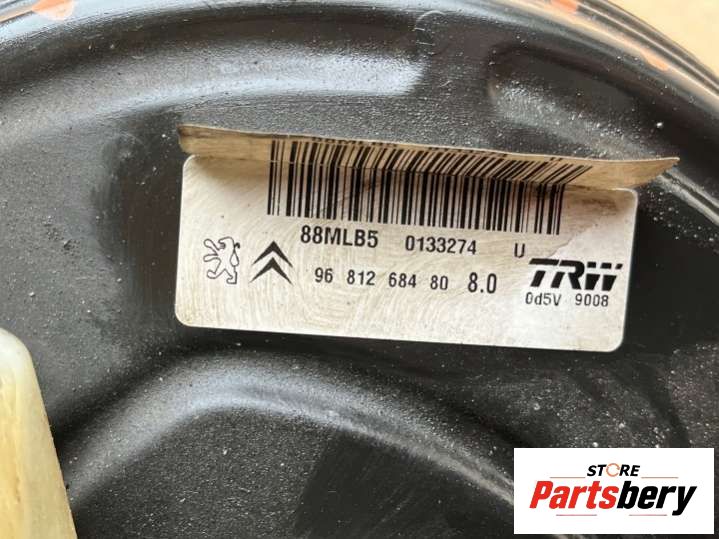 88MLB5 0133274 U
96 812 684 80 8.0
TRW
0d5V 9008
STORE
Partsbery